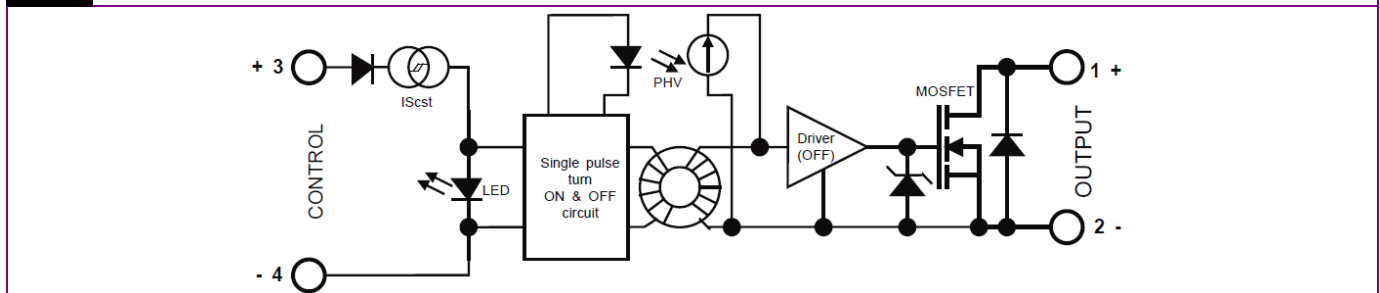 + 3
IScst
PHV
MOSFET
1 +
CONTROL
LED
Single pulse
turn
ON & OFF
circuit
Driver
(OFF)
OUTPUT
2 -
- 4